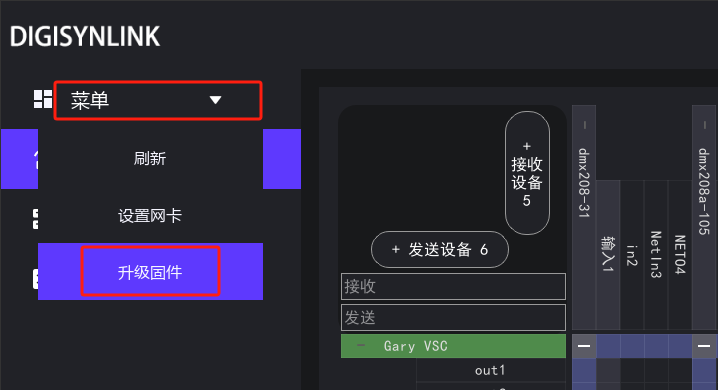 DIGISYNLINK
菜单
刷新
设置网卡
升级固件
+
接收
设备
5
+ 发送设备 6
接收
发送
- Gary VSC
out1
- dmx208-31
输入1
in2
NetIn3
NET04
- dmx208a-105